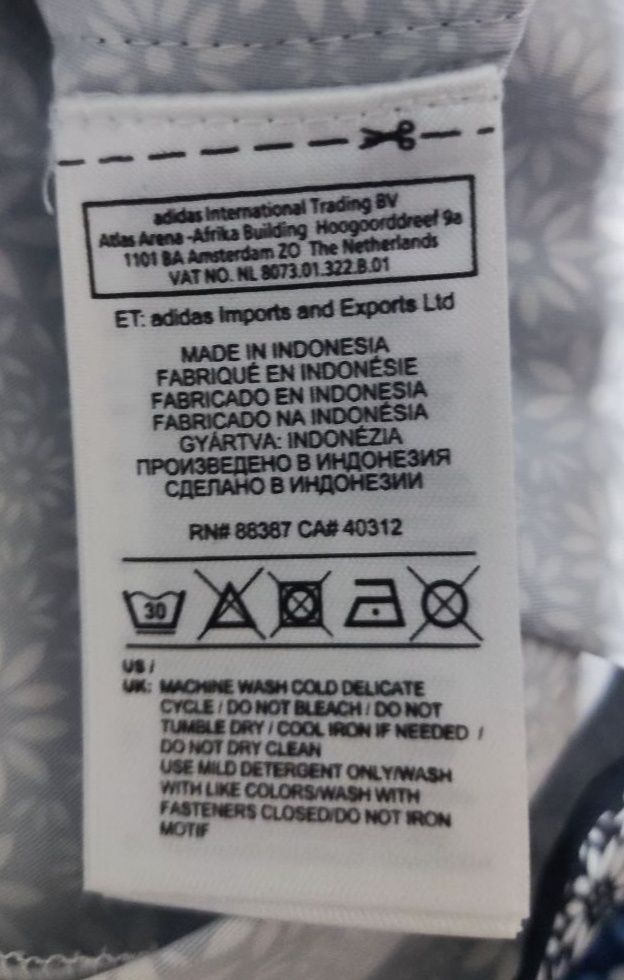 adidas International Trading BV
Atlas Arena -Afrika Building Hoogoorddreef 9a
1101 BA Amsterdam ZO The Netherlands
VAT NO. NL 8073.01.322.B.01
ET: adidas Imports and Exports Ltd
MADE IN INDONESIA
FABRIQUÉ EN INDONÉSIE
FABRICADO EN INDONESIA
FABRICADO NA INDONÉSIA
GYÁRTVA: INDONÉZIA
ПРОИЗВЕДЕНО В ИНДОНЕЗИЯ
СДЕЛАНО В ИНДОНЕЗИИ
RN# 88387 CA# 40312
30
US /
UK: MACHINE WASH COLD DELICATE
CYCLE / DO NOT BLEACH / DO NOT
TUMBLE DRY / COOL IRON IF NEEDED /
DO NOT DRY CLEAN
USE MILD DETERGENT ONLY/WASH
WITH LIKE COLORS/WASH WITH
FASTENERS CLOSED/DO NOT IRON
MOTIF